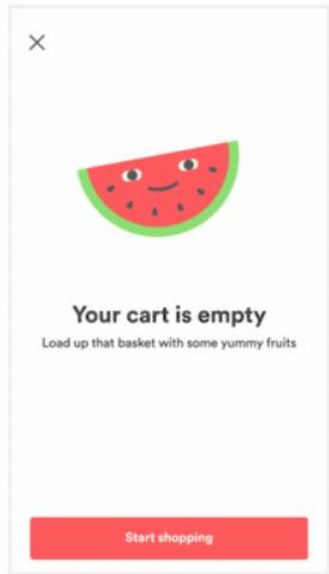 Your cart is empty
Load up that basket with some yummy fruits
Start shopping